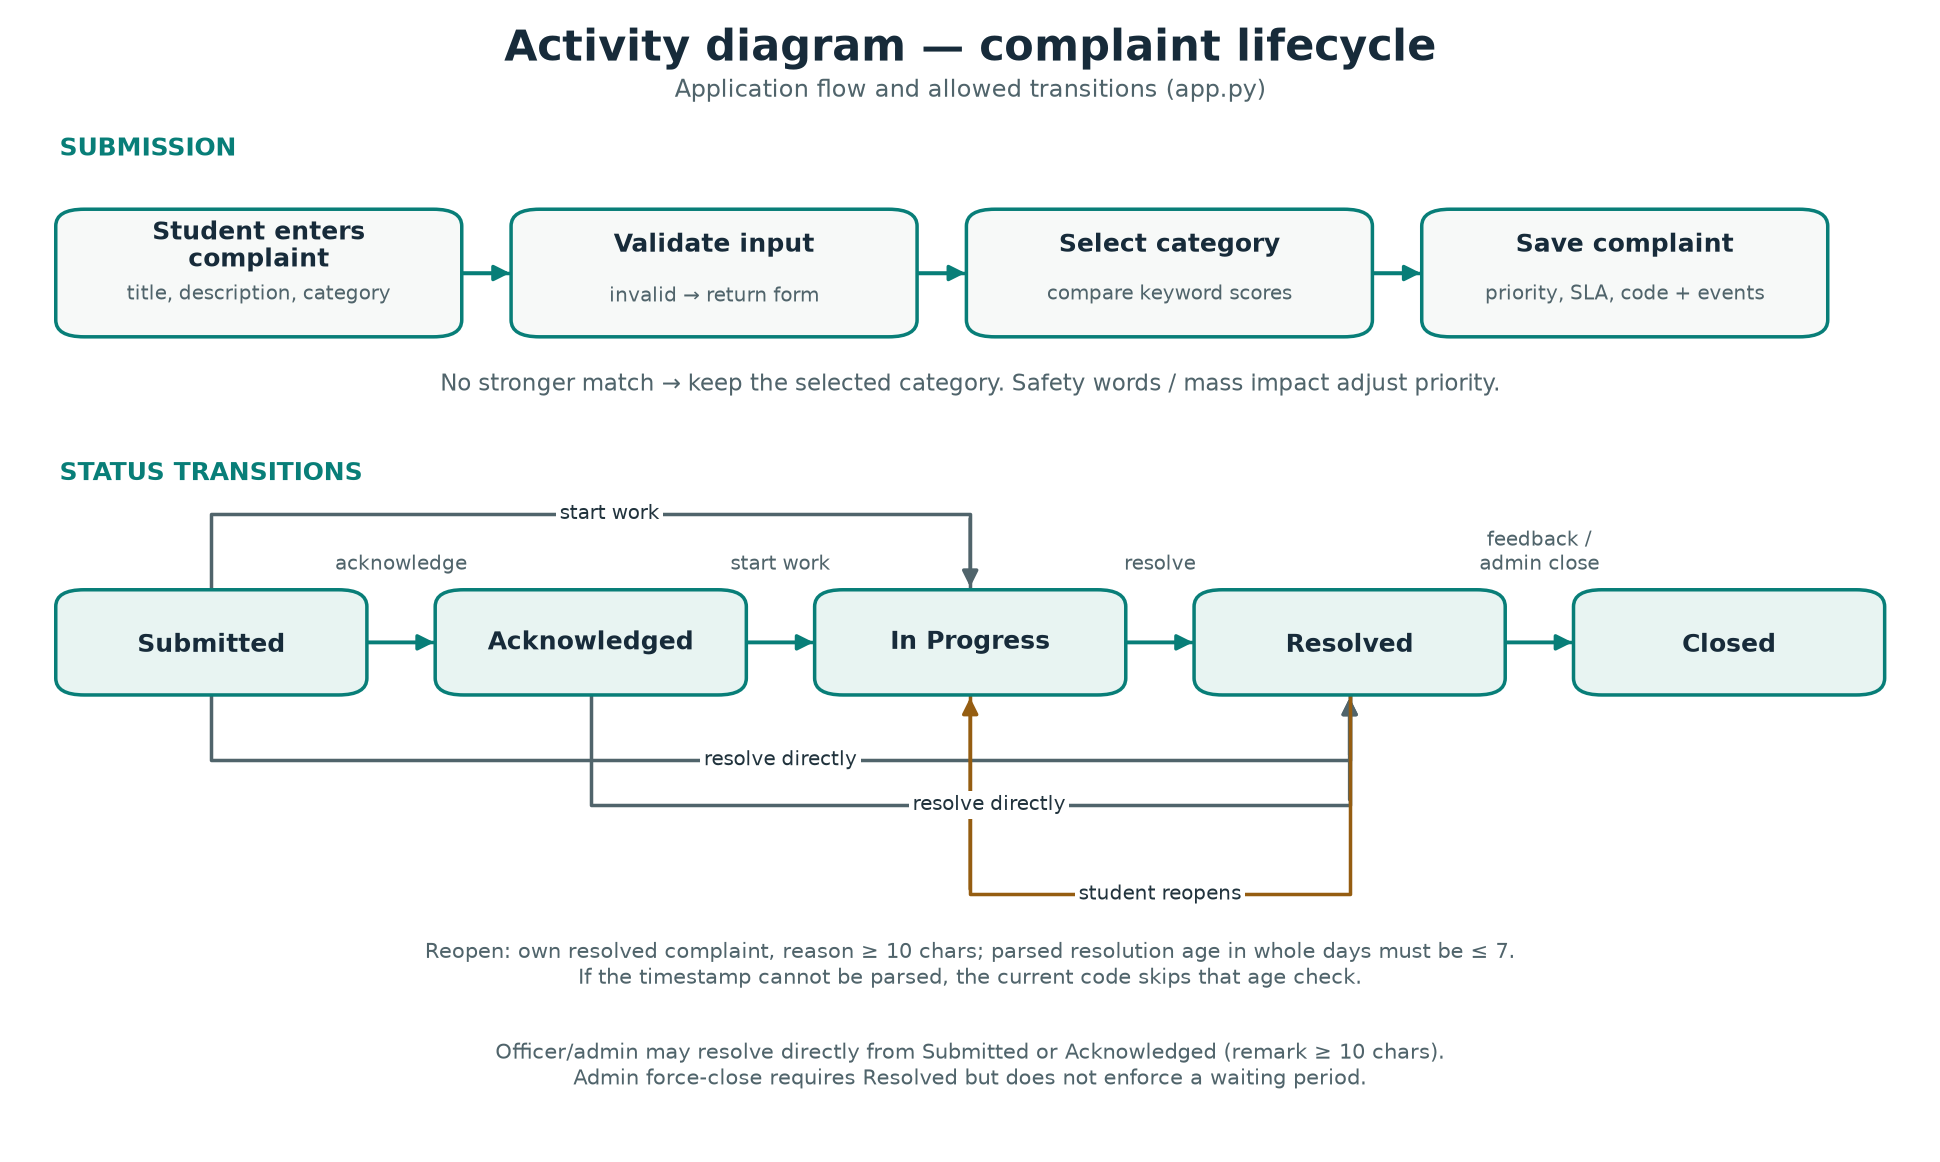 Activity diagram — complaint lifecycle
Application flow and allowed transitions (app.py)
SUBMISSION
Student enters
complaint
title, description, category
Validate input
invalid → return form
Select category
compare keyword scores
Save complaint
priority, SLA, code + events
No stronger match → keep the selected category. Safety words / mass impact adjust priority.
STATUS TRANSITIONS
start work
acknowledge
start work
resolve
feedback /
admin close
Submitted
Acknowledged
In Progress
Resolved
Closed
resolve directly
resolve directly
student reopens
Reopen: own resolved complaint, reason ≥ 10 chars; parsed resolution age in whole days must be ≤ 7.
If the timestamp cannot be parsed, the current code skips that age check.
Officer/admin may resolve directly from Submitted or Acknowledged (remark ≥ 10 chars).
Admin force-close requires Resolved but does not enforce a waiting period.